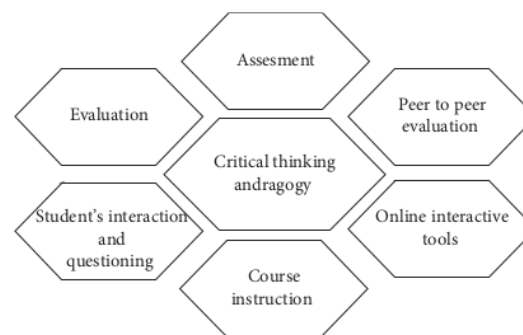 Assesment
Evaluation
Peer to peer
evaluation
Critical thinking
andragogy
Student's interaction
and
questioning
Online interactive
tools
Course
instruction